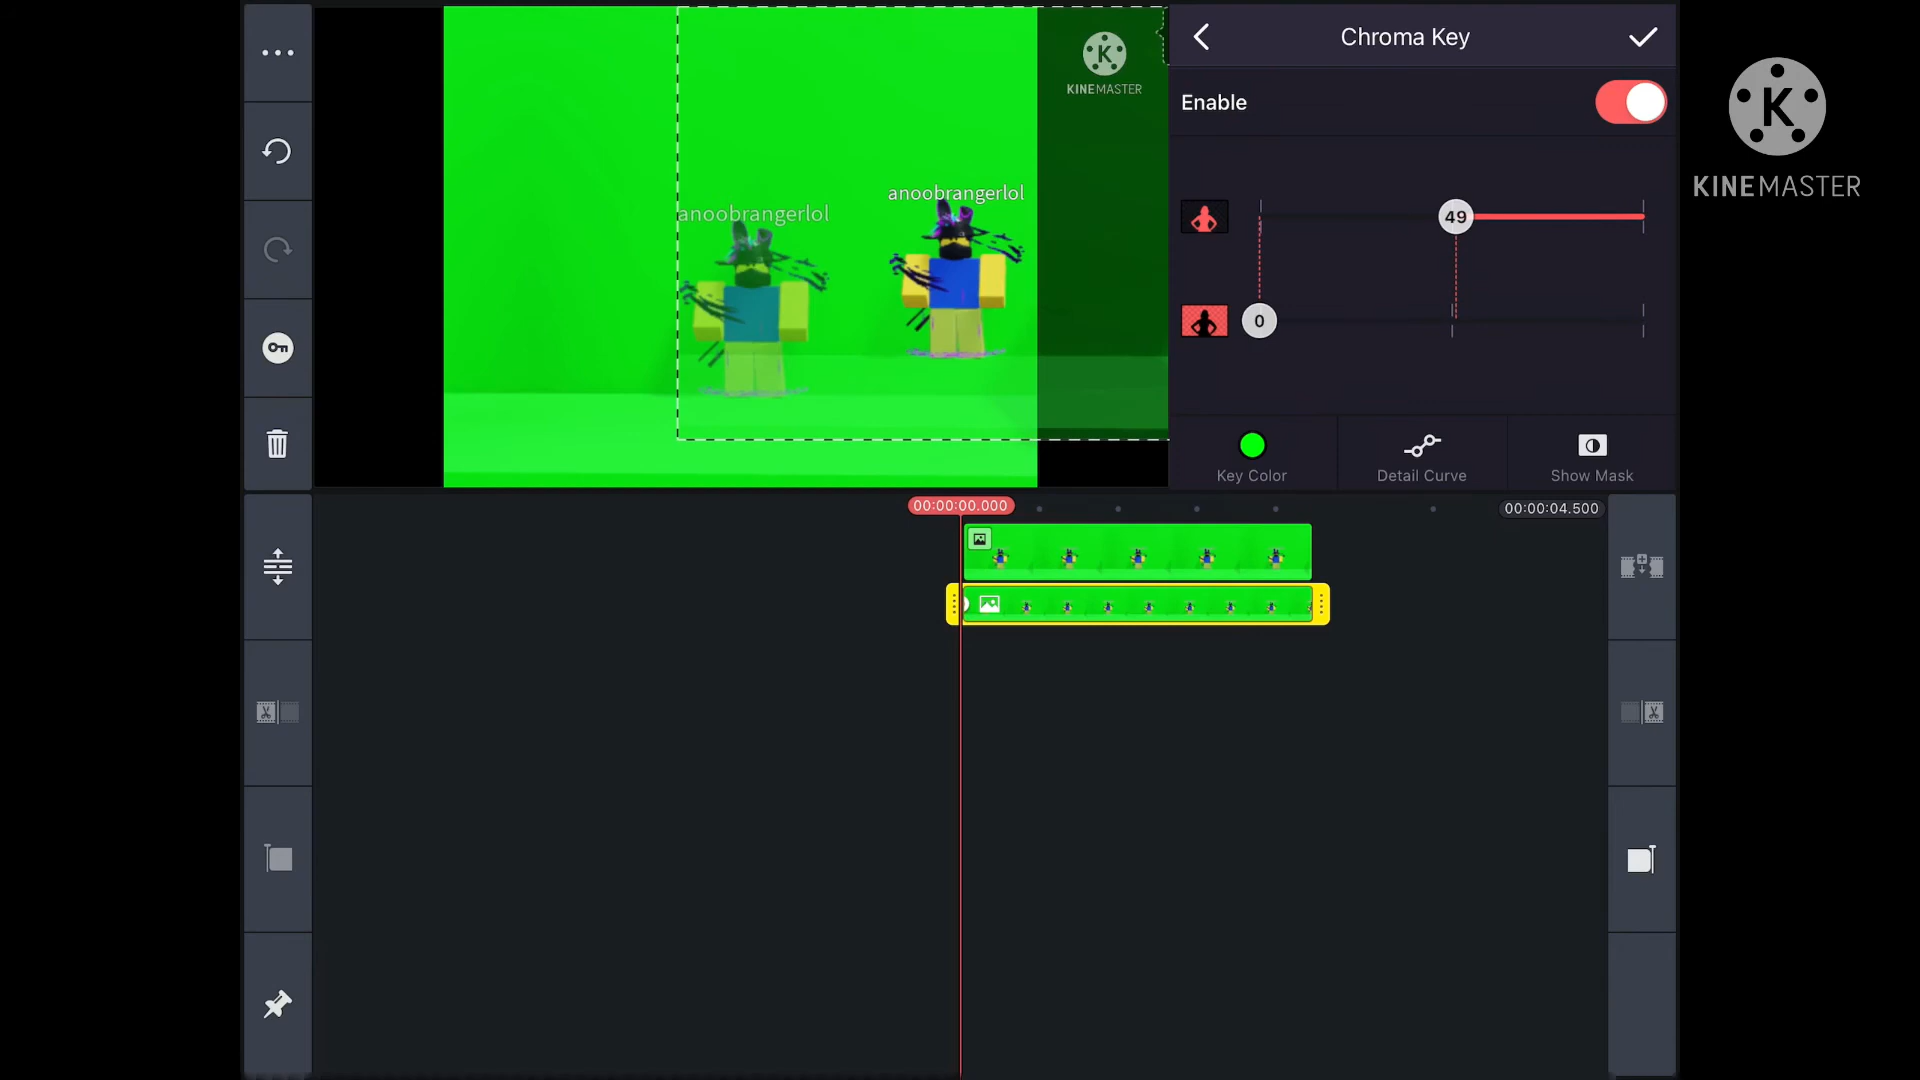 Chroma Key
KINEMASTER
Enable
KINEMASTER
anoobrangerlol
anoobrangerlol
49
0
Key Color
Detail Curve
Show Mask
00:00:00.000
00:00:04.500